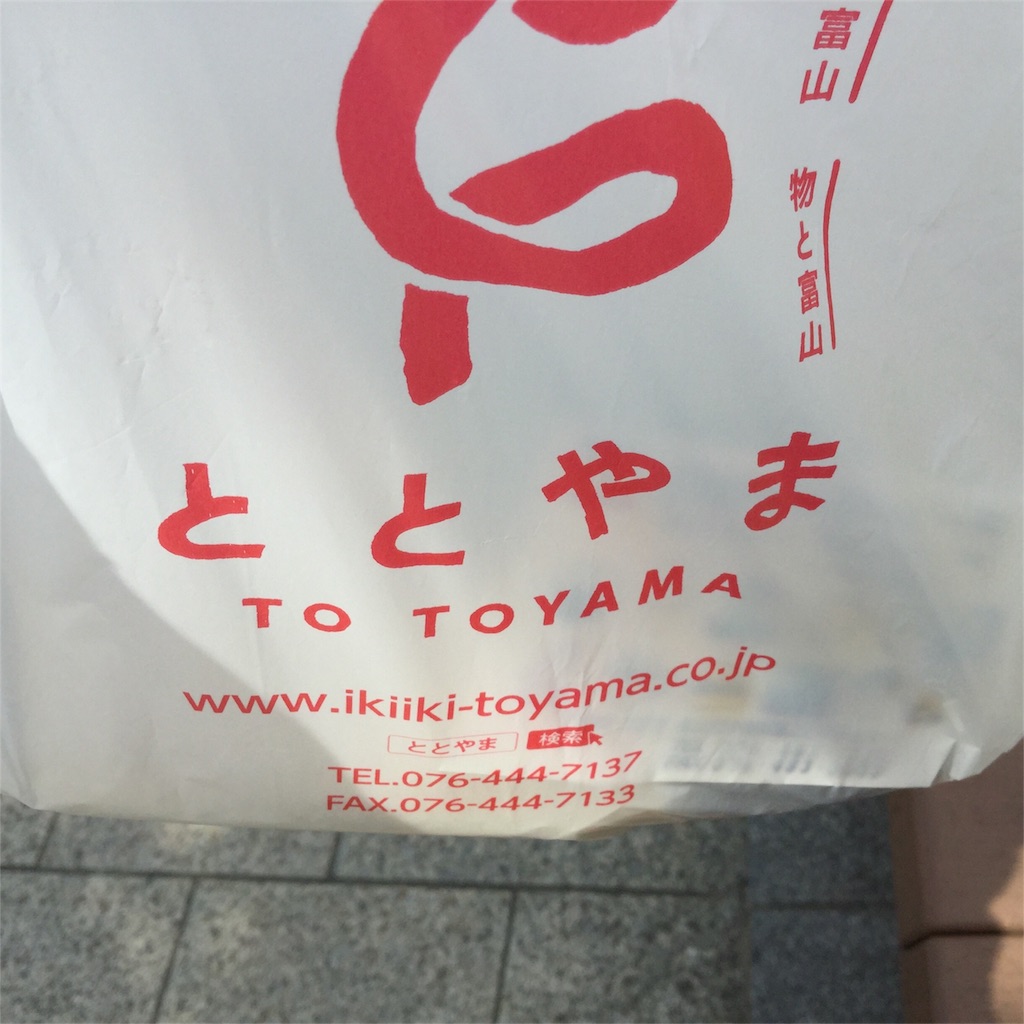 富山
物と富山
ととやま
TO TOYAMA
www.ikiiki-toyama.co.jp
ととやま 検索
TEL.076-444-7137
FAX.076-444-7133